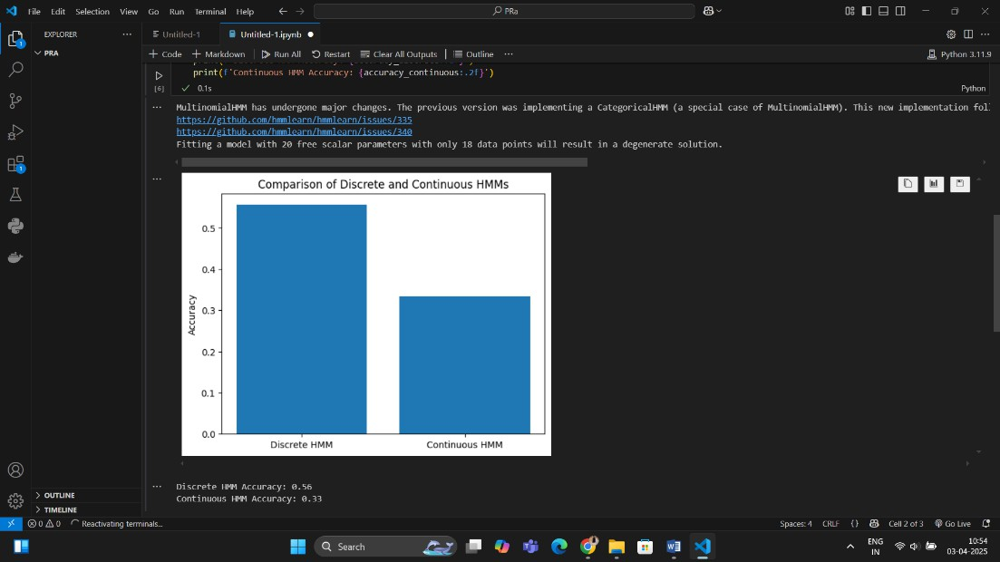 File Edit Selection View Go Run Terminal Help
PRa
EXPLORER
Untitled-1
Untitled-1.ipynb
PRA
+ Code + Markdown Run All Restart Clear All Outputs Outline ...
Python 3.11.9
print(f'Continuous HMM Accuracy: {accuracy_continuous:.2f}')
[6]
0.1s
Python
MultinomialHMM has undergone major changes. The previous version was implementing a CategoricalHMM (a special case of MultinomialHMM). This new implementation fol
https://github.com/hmmlearn/hmmlearn/issues/335
https://github.com/hmmlearn/hmmlearn/issues/340
Fitting a model with 20 free scalar parameters with only 18 data points will result in a degenerate solution.
Comparison of Discrete and Continuous HMMs
0.5
0.4
0.3
0.2
0.1
0.0
Accuracy
Discrete HMM Continuous HMM
Discrete HMM Accuracy: 0.56
Continuous HMM Accuracy: 0.33
OUTLINE
TIMELINE
0 0 Reactivating terminals...
Spaces: 4 CRLF {} Cell 2 of 3 Go Live
Search
ENG
IN
10:54
03-04-2025